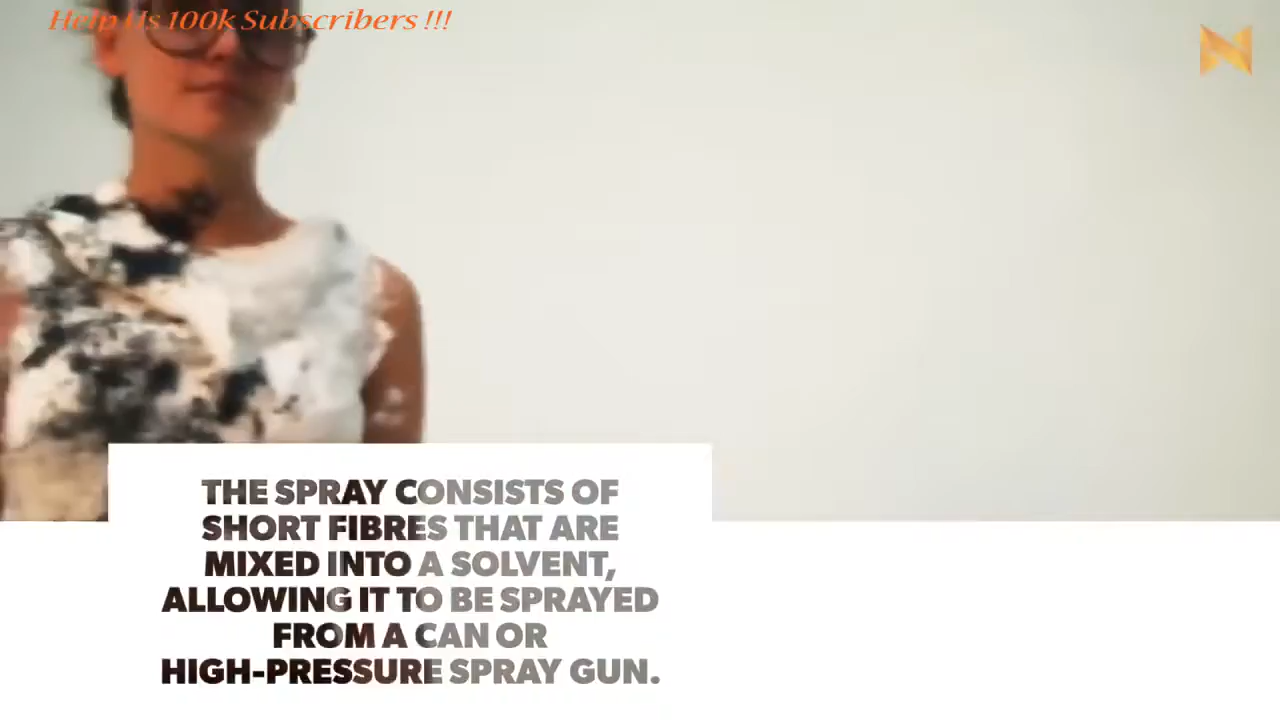 Help Us 100k Subscribers !!!
THE SPRAY CONSISTS OF
SHORT FIBRES THAT ARE
MIXED INTO A SOLVENT,
ALLOWING IT TO BE SPRAYED
FROM A CAN OR
HIGH-PRESSURE SPRAY GUN.